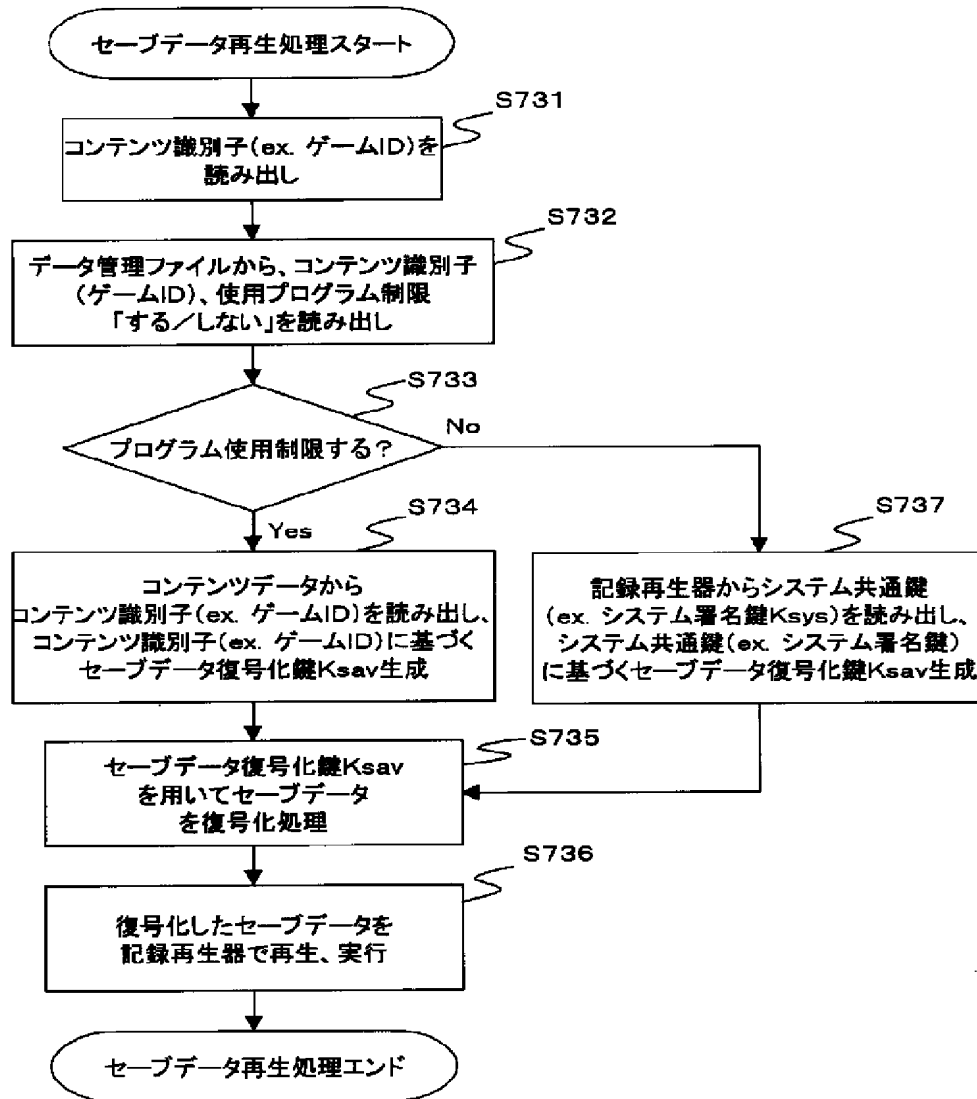 セーブデータ再生処理スタート
S731
コンテンツ識別子(ex. ゲームID)を
読み出し
S732
データ管理ファイルから、コンテンツ識別子
(ゲームID)、使用プログラム制限
「する/しない」を読み出し
S733
プログラム使用制限する?
No
Yes
S734
コンテンツデータから
コンテンツ識別子(ex. ゲームID)を読み出し、
コンテンツ識別子(ex. ゲームID)に基づく
セーブデータ復号化鍵Ksav生成
S737
記録再生器からシステム共通鍵
(ex. システム署名鍵Ksys)を読み出し、
システム共通鍵(ex. システム署名鍵)
に基づくセーブデータ復号化鍵Ksav生成
S735
セーブデータ復号化鍵Ksav
を用いてセーブデータ
を復号化処理
S736
復号化したセーブデータを
記録再生器で再生、実行
セーブデータ再生処理エンド